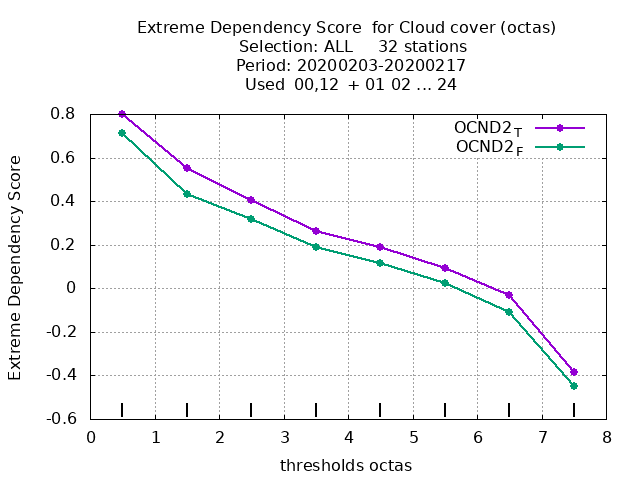 Extreme Dependency Score  for Cloud cover (octas)
Selection: ALL     32 stations
Period: 20200203-20200217
Used  00,12  + 01 02 ... 24
OCND2T
OCND2F
Extreme Dependency Score
0.8
0.6
0.4
0.2
0
-0.2
-0.4
-0.6
0 1 2 3 4 5 6 7 8
thresholds octas